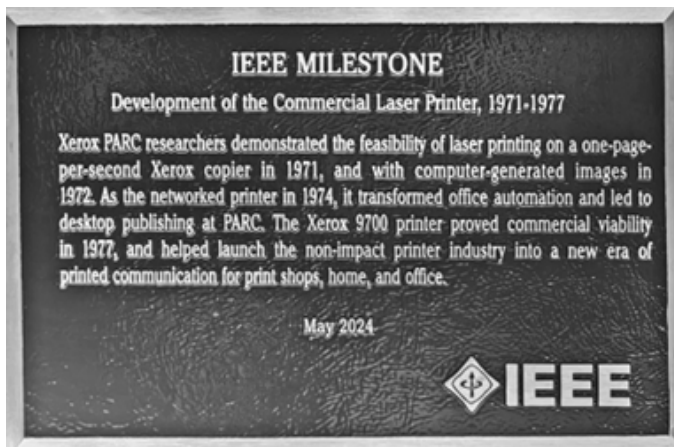 IEEE MILESTONE
Development of the Commercial Laser Printer, 1971-1977
Xerox PARC researchers demonstrated the feasibility of laser printing on a one-page-
per-second Xerox copier in 1971, and with computer-generated images in
1972. As the networked printer in 1974, it transformed office automation and led to
desktop publishing at PARC. The Xerox 9700 printer proved commercial viability
in 1977, and helped launch the non-impact printer industry into a new era of
printed communication for print shops, home, and office.
May 2024
IEEE